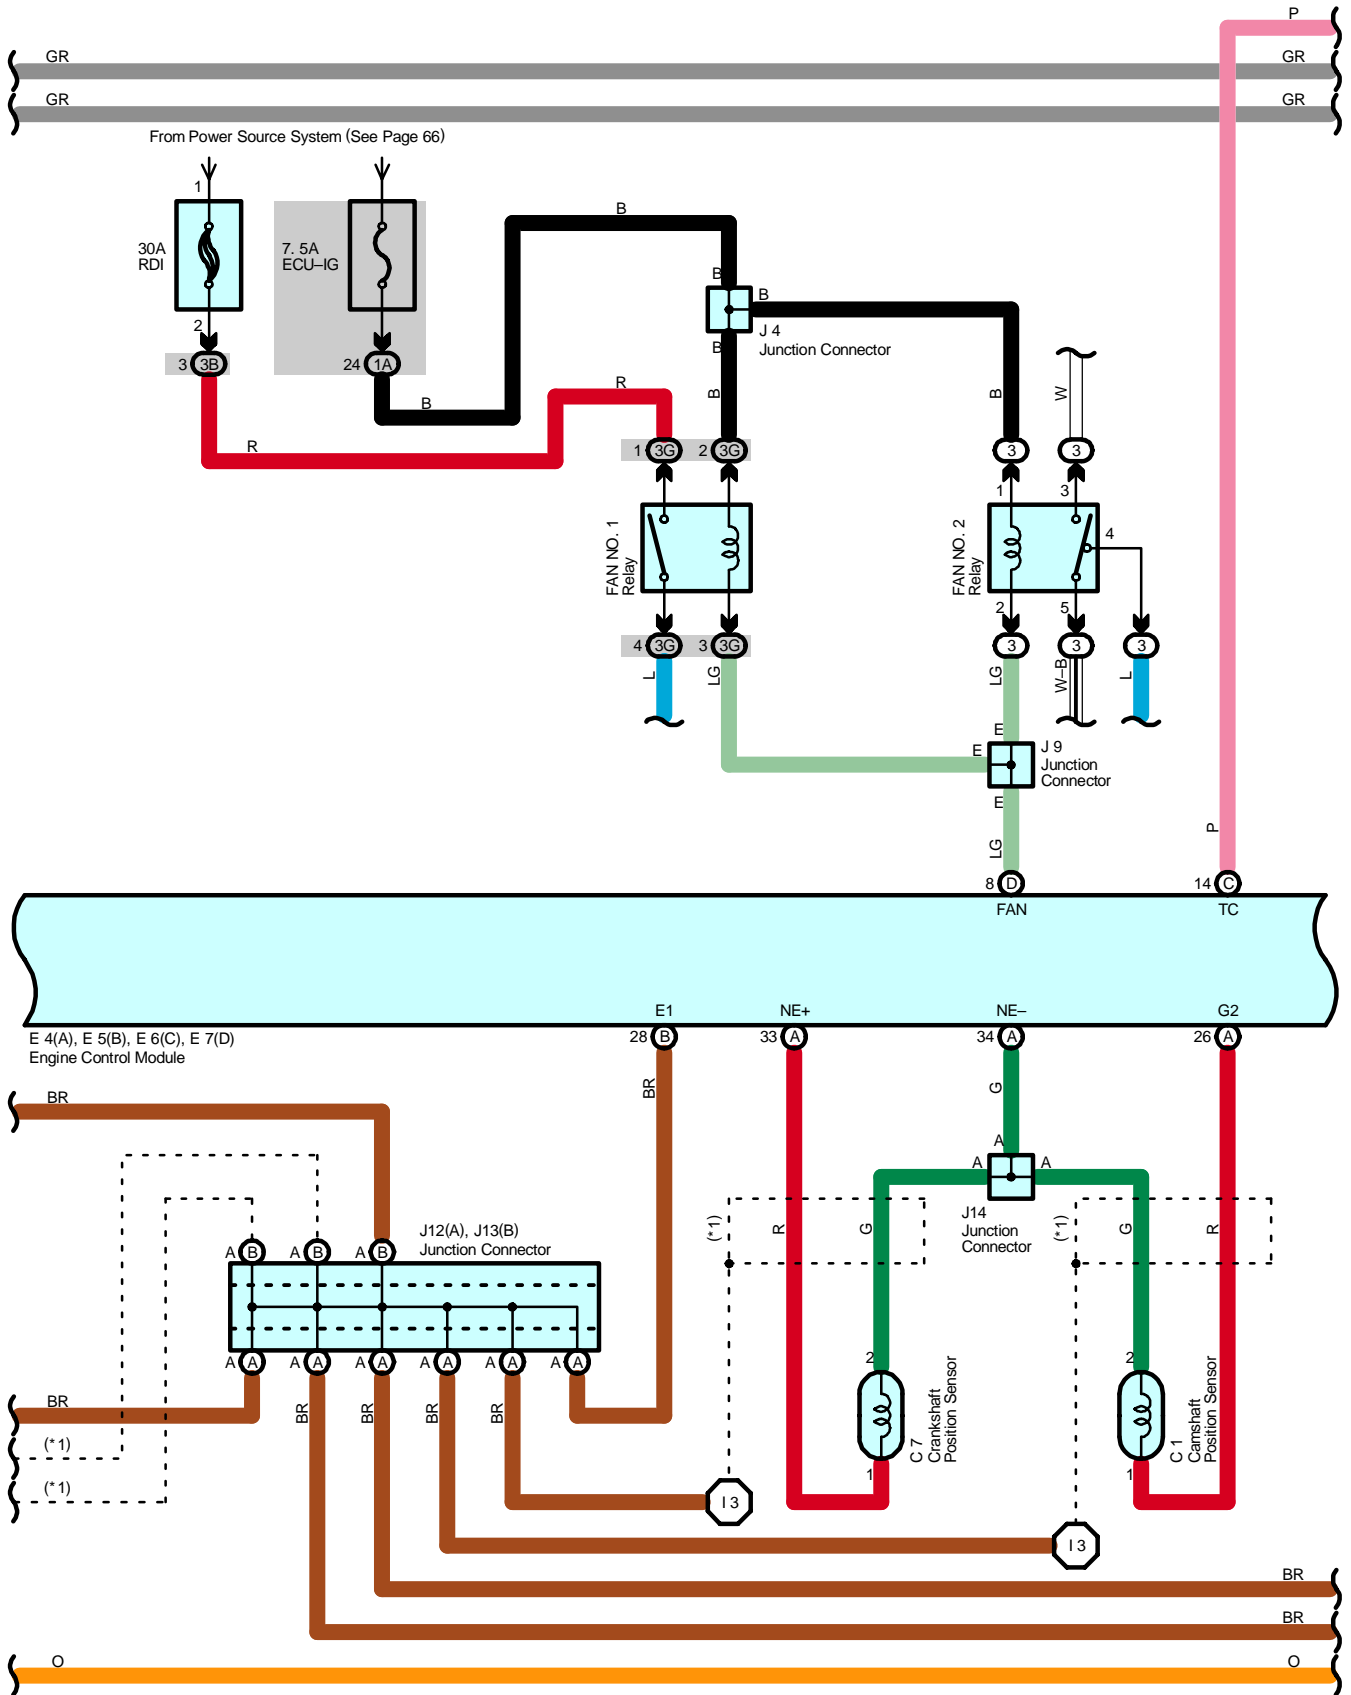 P
GR
GR
GR
GR
From Power Source System (See Page 66)
1
30A
RDI
2
3 3B
7. 5A
ECU–IG
24 1A
B
B
B
B
J 4
Junction Connector
B
B
B
W
R
R
1 3G
2 3G
3
3
1
3
FAN NO. 1
Relay
FAN NO. 2
Relay
4
2
5
4 3G
3 3G
3
3
3
L
LG
LG
W–B
L
E
E
J 9
Junction
Connector
E
LG
P
8 D
14 C
FAN
TC
E1
NE+
NE–
G2
E 4(A), E 5(B), E 6(C), E 7(D)
Engine Control Module
28 B
33 A
34 A
26 A
BR
BR
G
A
A
A
J14
Junction
Connector
(*1)
R
G
(*1)
G
R
J12(A), J13(B)
Junction Connector
A B
A B
A B
A A
A A
A A
A A
A A
A A
BR
BR
BR
BR
BR
(*1)
(*1)
2
C 7
Crankshaft
Position Sensor
1
2
C 1
Camshaft
Position Sensor
1
I 3
I 3
BR
BR
O
O